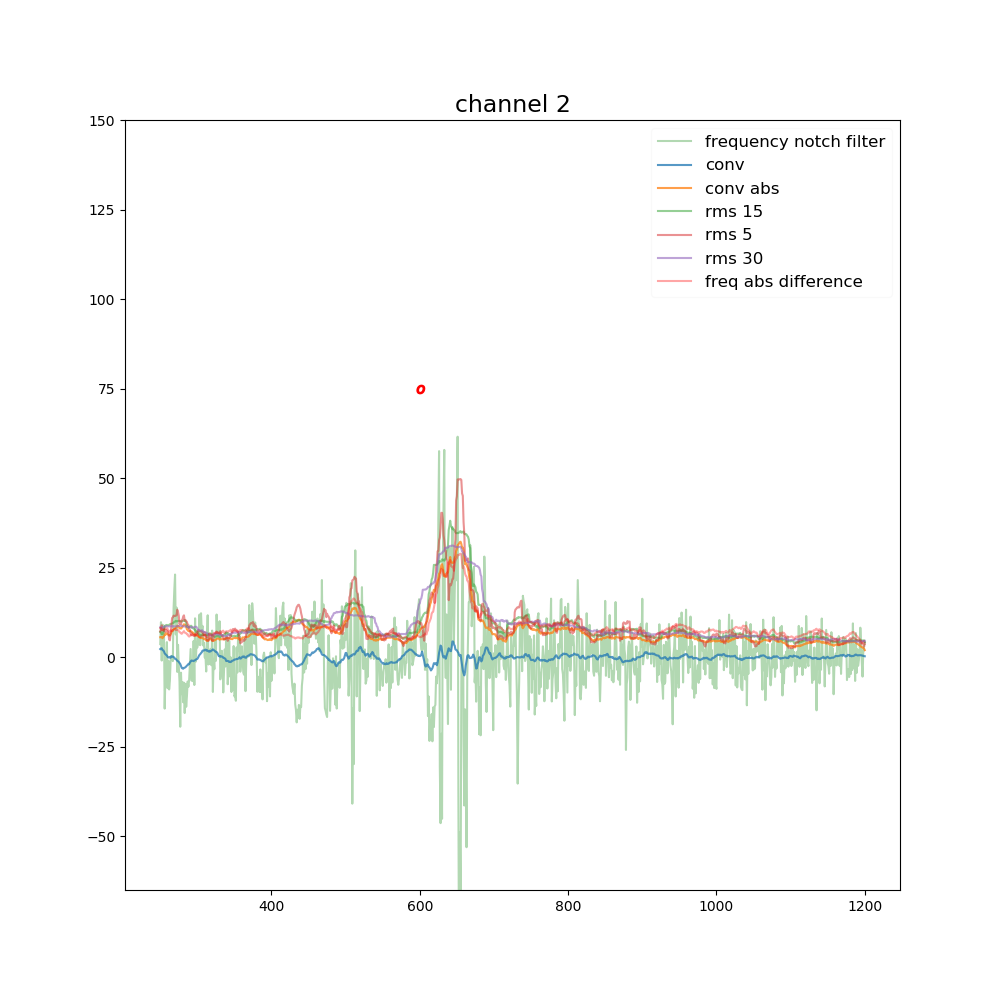 channel 2
150
125
100
75
50
25
0
−25
−50
400 600 800 1000 1200
frequency notch filter
conv
conv abs
rms 15
rms 5
rms 30
freq abs difference
o